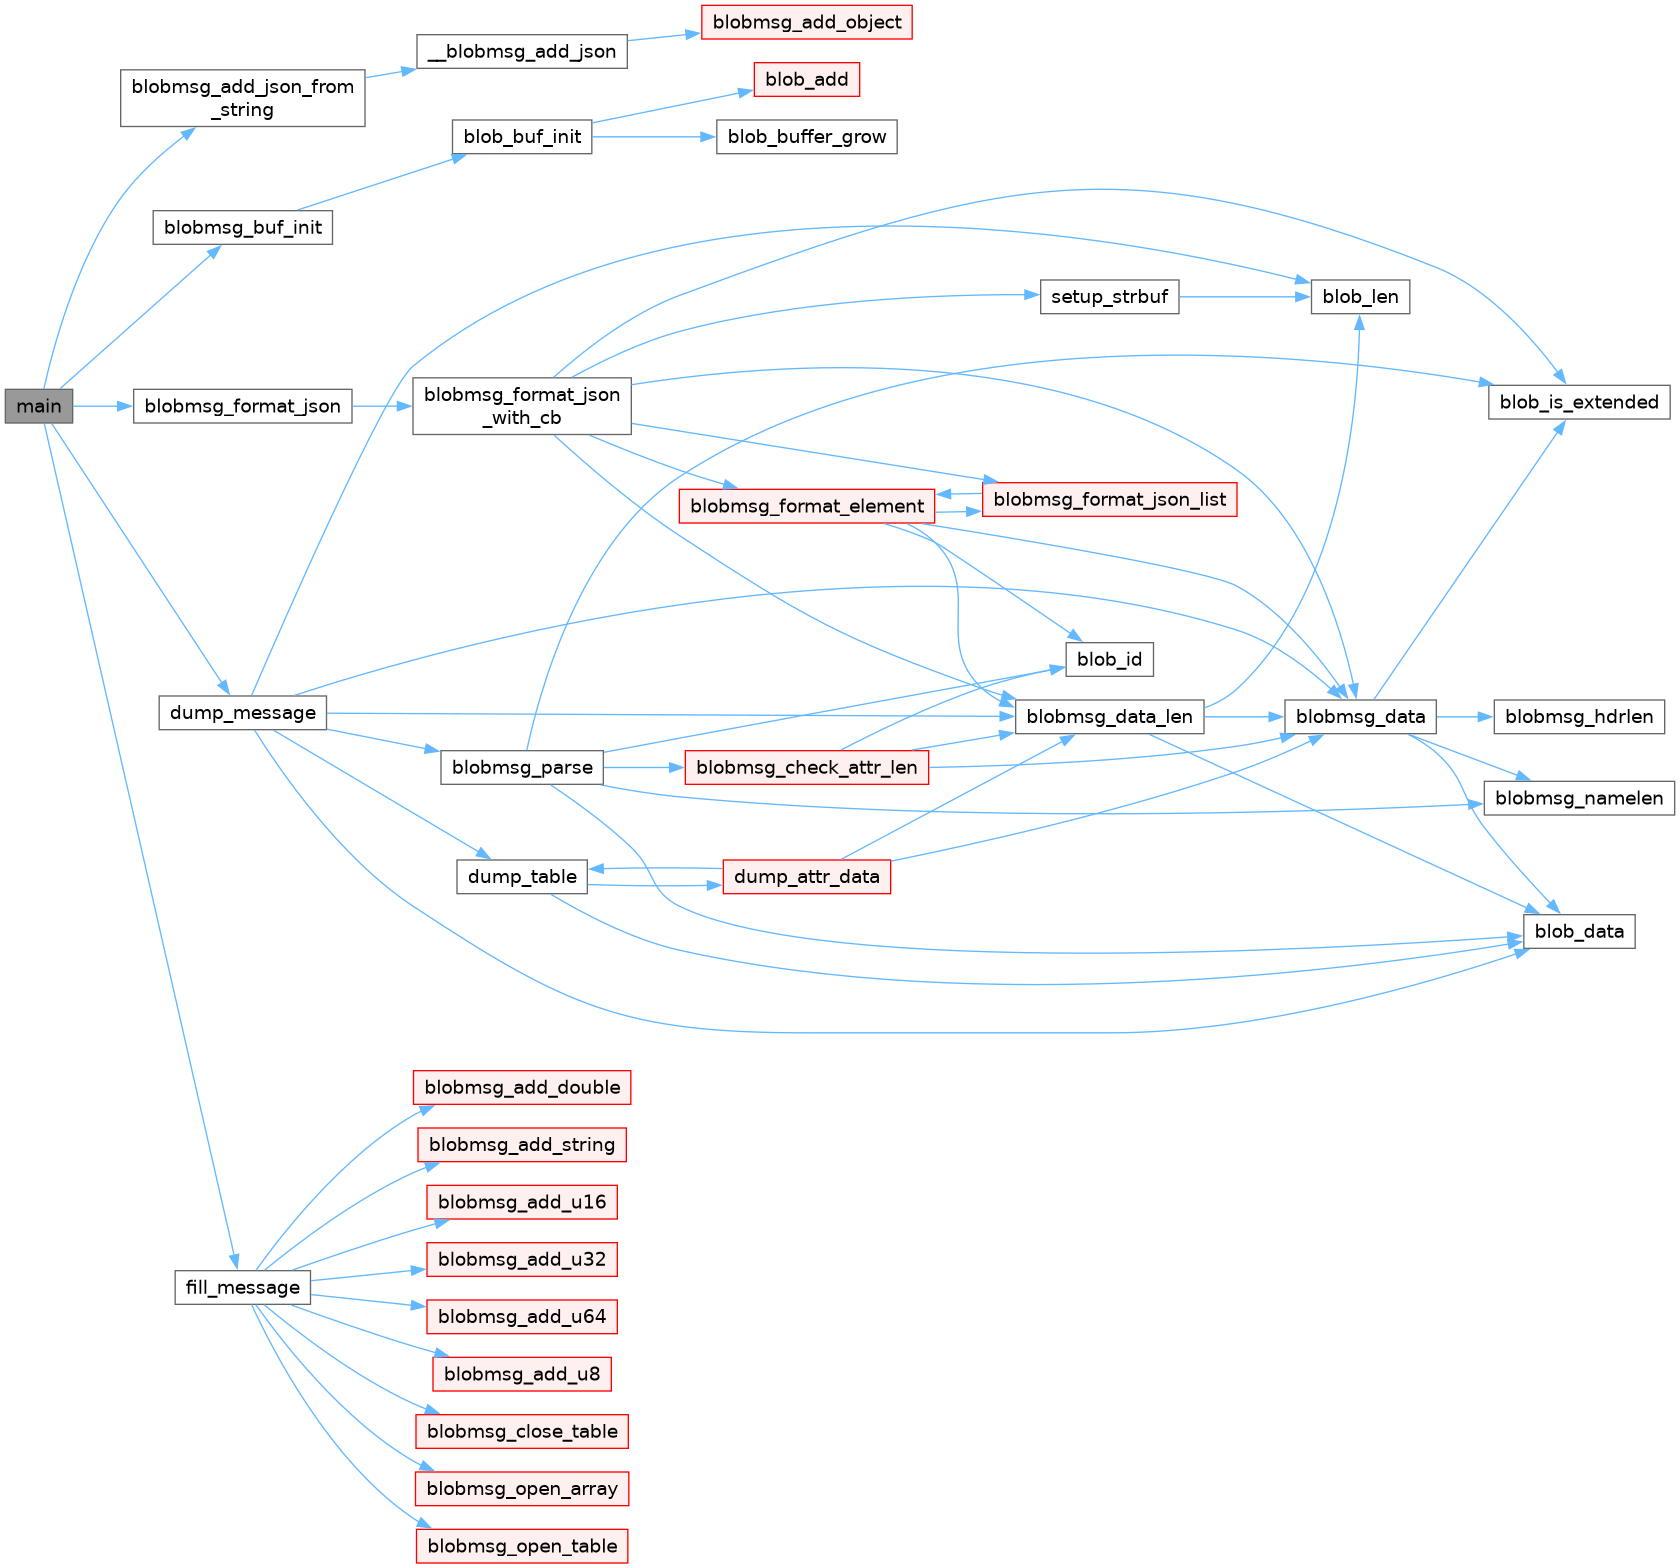 blobmsg_add_object
__blobmsg_add_json
blob_add
blobmsg_add_json_from
_string
blob_buf_init
blob_buffer_grow
blobmsg_buf_init
setup_strbuf
blob_len
main
blobmsg_format_json
blobmsg_format_json
_with_cb
blob_is_extended
blobmsg_format_element
blobmsg_format_json_list
blob_id
dump_message
blobmsg_data_len
blobmsg_data
blobmsg_hdrlen
blobmsg_parse
blobmsg_check_attr_len
blobmsg_namelen
dump_table
dump_attr_data
blob_data
blobmsg_add_double
blobmsg_add_string
blobmsg_add_u16
blobmsg_add_u32
fill_message
blobmsg_add_u64
blobmsg_add_u8
blobmsg_close_table
blobmsg_open_array
blobmsg_open_table